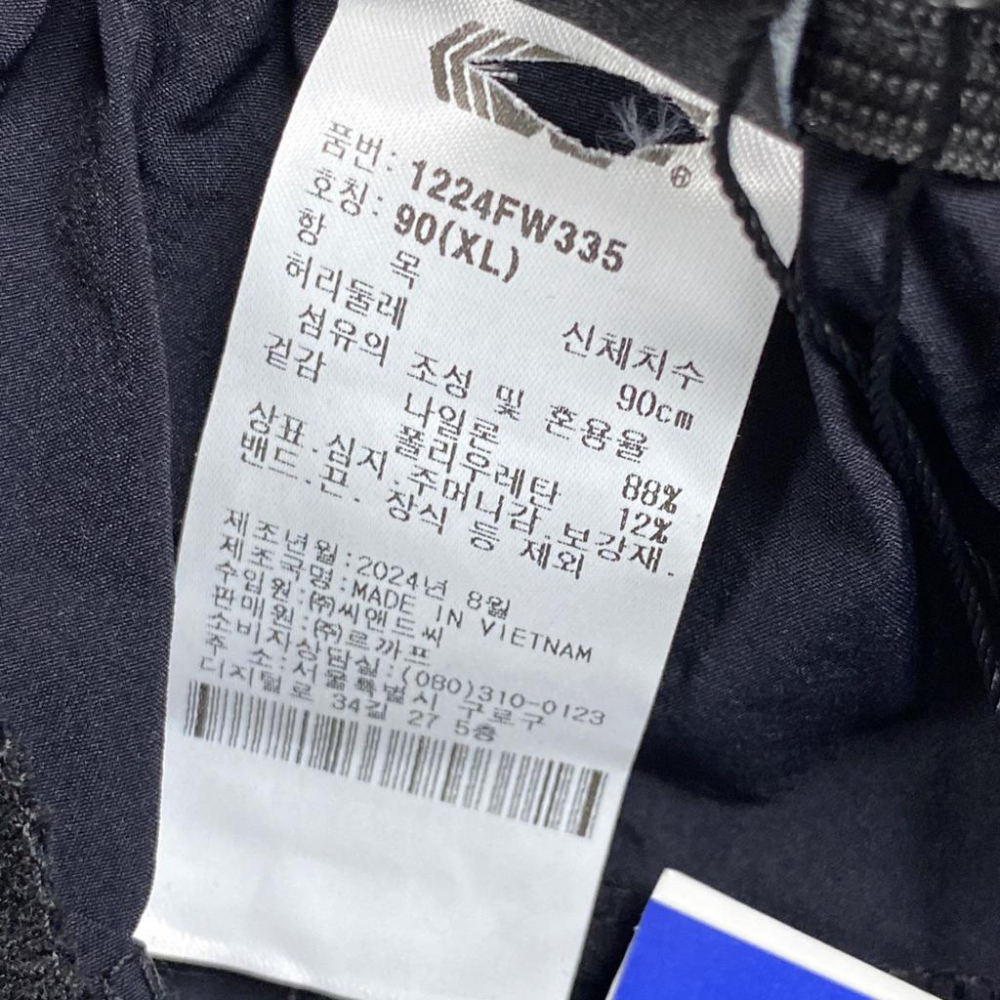 ®
품번: 1224FW335
호칭: 90(XL)
항 목 신체치수
허리둘레 90cm
섬유의 조성 및 혼용율
겉감 나일론 88%
폴리우레탄 12%
상표.심지.주머니감.보강재.
밴드.끈. 장식 등 제외
제조년월:2024년 8월
제조국명:MADE IN VIETNAM
수입원:㈜씨앤드씨
판매원:㈜르까프
소비자상담실:(080)310-0123
주 소:서울특별시 구로구
디지털로 34길 27 5층